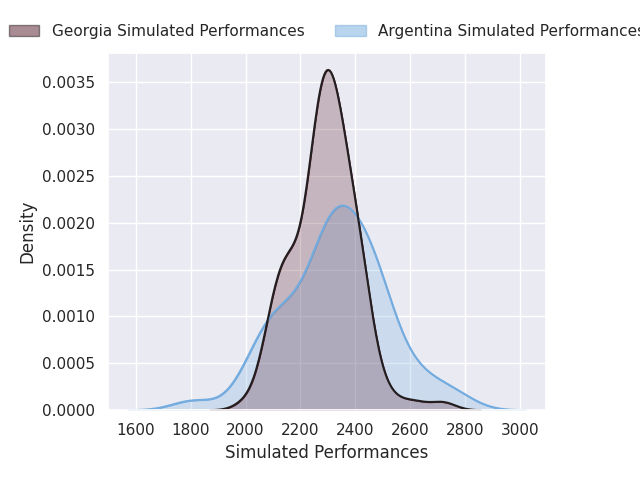 Georgia Simulated Performances Argentina Simulated Performances
0.0035
0.0030
0.0025
0.0020
0.0015
0.0010
0.0005
0.0000
Density
1600 1800 2000 2200 2400 2600 2800 3000
Simulated Performances